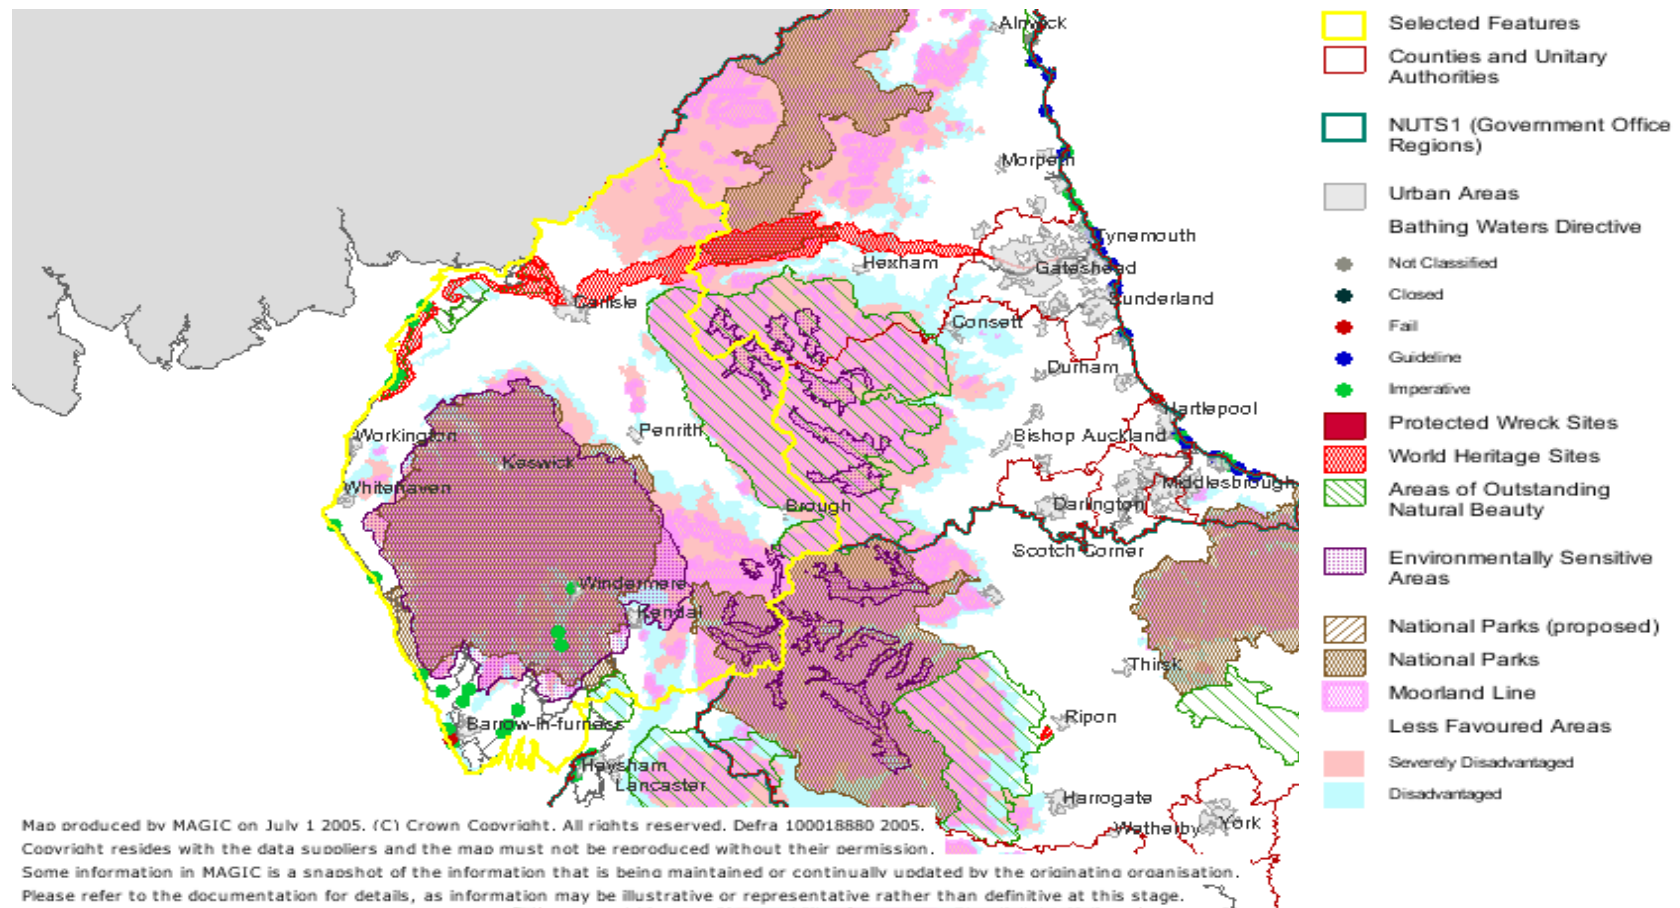 Alnwick
Morpeth
Tynemouth
Hexham
Gateshead
Carlisle
Sunderland
Consett
Durham
Hartlepool
Workington
Penrith
Bishop Auckland
Keswick
Whitehaven
Middlesbrough
Brough
Darlington
Scotch Corner
Windermere
Kendal
Thirsk
Barrow-in-furness
Ripon
Heysham
Lancaster
Harrogate
Wetherby
York
Selected Features
Counties and Unitary
Authorities
NUTS1 (Government Office
Regions)
Urban Areas
Bathing Waters Directive
Not Classified
Closed
Fail
Guideline
Imperative
Protected Wreck Sites
World Heritage Sites
Areas of Outstanding
Natural Beauty
Environmentally Sensitive
Areas
National Parks (proposed)
National Parks
Moorland Line
Less Favoured Areas
Severely Disadvantaged
Disadvantaged
Map produced by MAGIC on July 1 2005. (C) Crown Copyright. All rights reserved. Defra 100018880 2005.
Copyright resides with the data suppliers and the map must not be reproduced without their permission.
Some information in MAGIC is a snapshot of the information that is being maintained or continually updated by the originating organisation.
Please refer to the documentation for details, as information may be illustrative or representative rather than definitive at this stage.